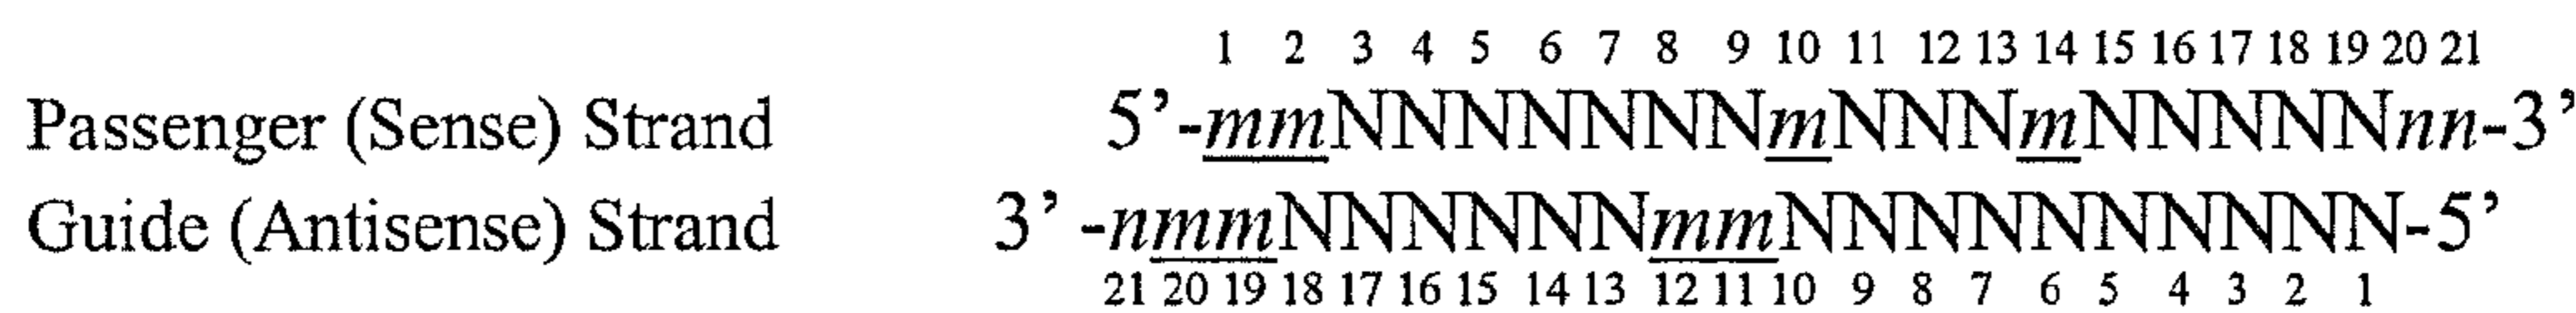 1 2 3 4 5 6 7 8 9 10 11 12 13 14 15 16 17 18 19 20 21
Passenger (Sense) Strand 5’-mmNNNNNNNmNNNmNNNNNnn-3’
Guide (Antisense) Strand 3’-nmmNNNNNNmmNNNNNNNNNN-5’
21 20 19 18 17 16 15 14 13 12 11 10 9 8 7 6 5 4 3 2 1